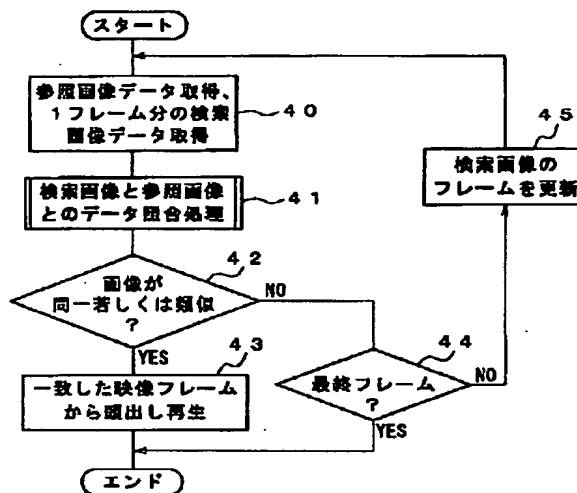 スタート
参照画像データ取得、
1フレーム分の検索
画像データ取得
40
検索画像と参照画像
とのデータ照合処理
41
画像が
同一若しくは類似
?
42
NO
YES
一致した映像フレーム
から頭出し再生
43
最終フレーム
?
44
NO
YES
検索画像の
フレームを更新
45
エンド